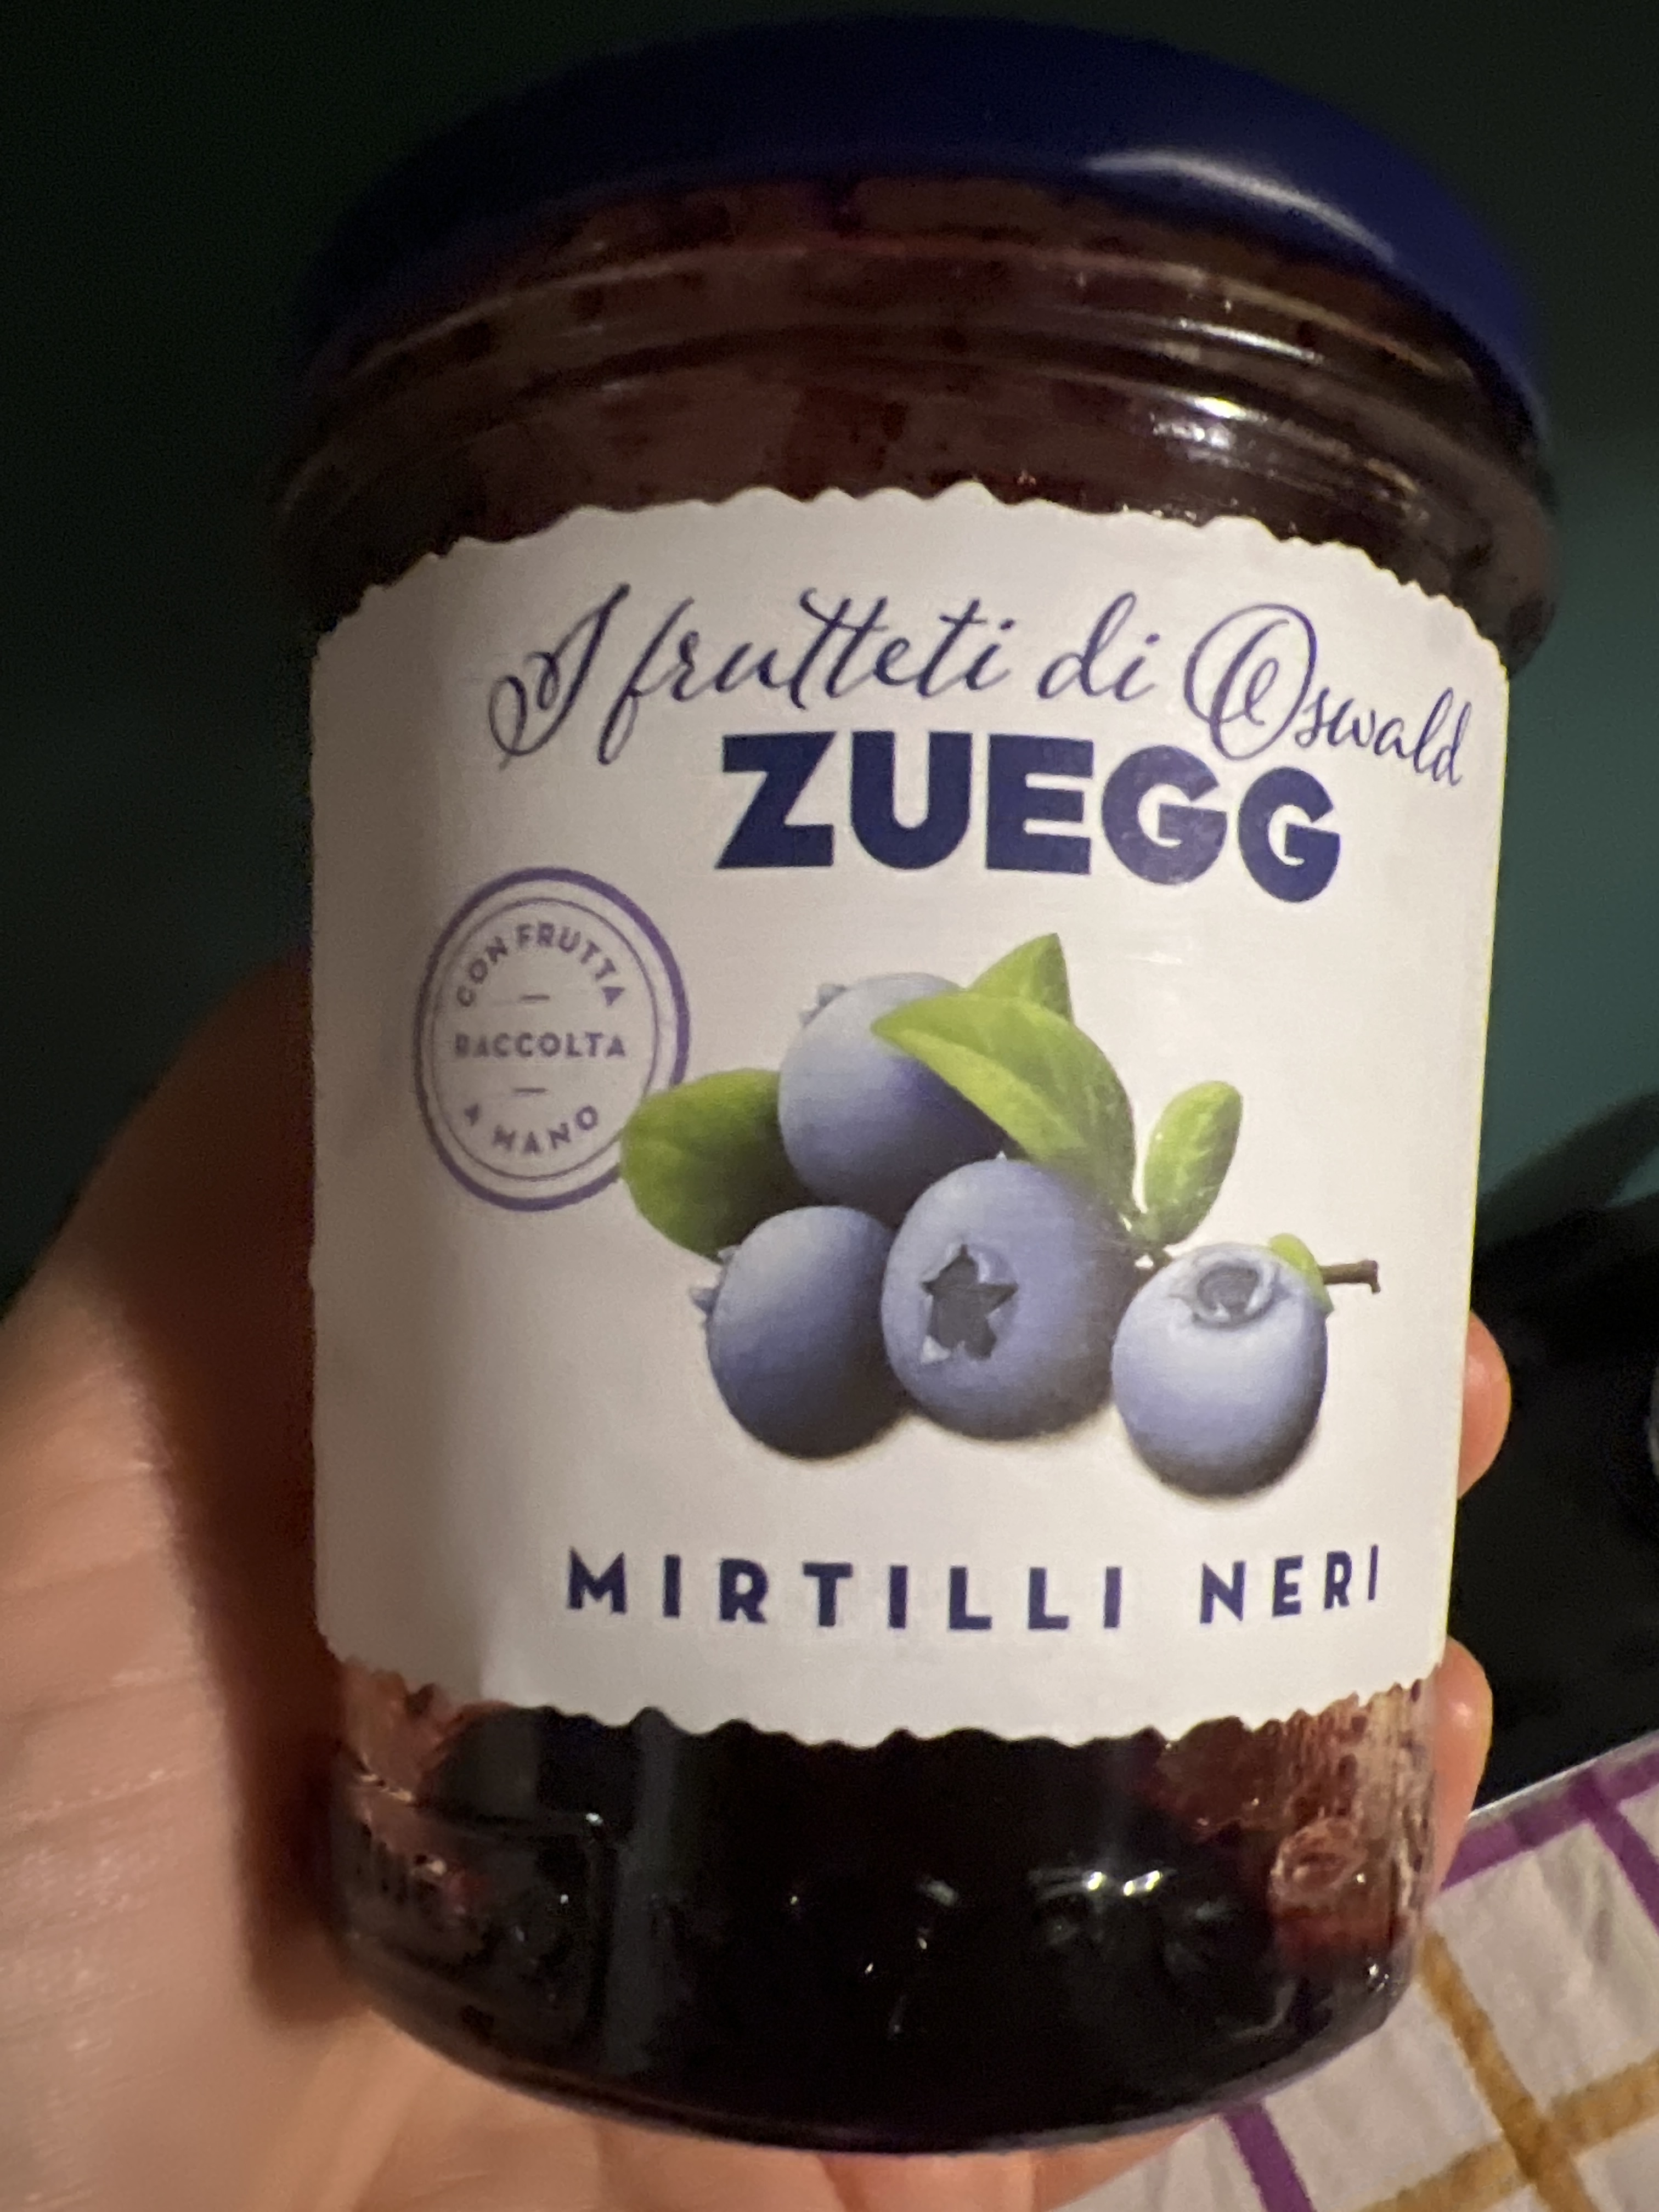 I frutteti di Oswald
ZUEGG
CON FRUTTA
RACCOLTA
A MANO
MIRTILLI NERI